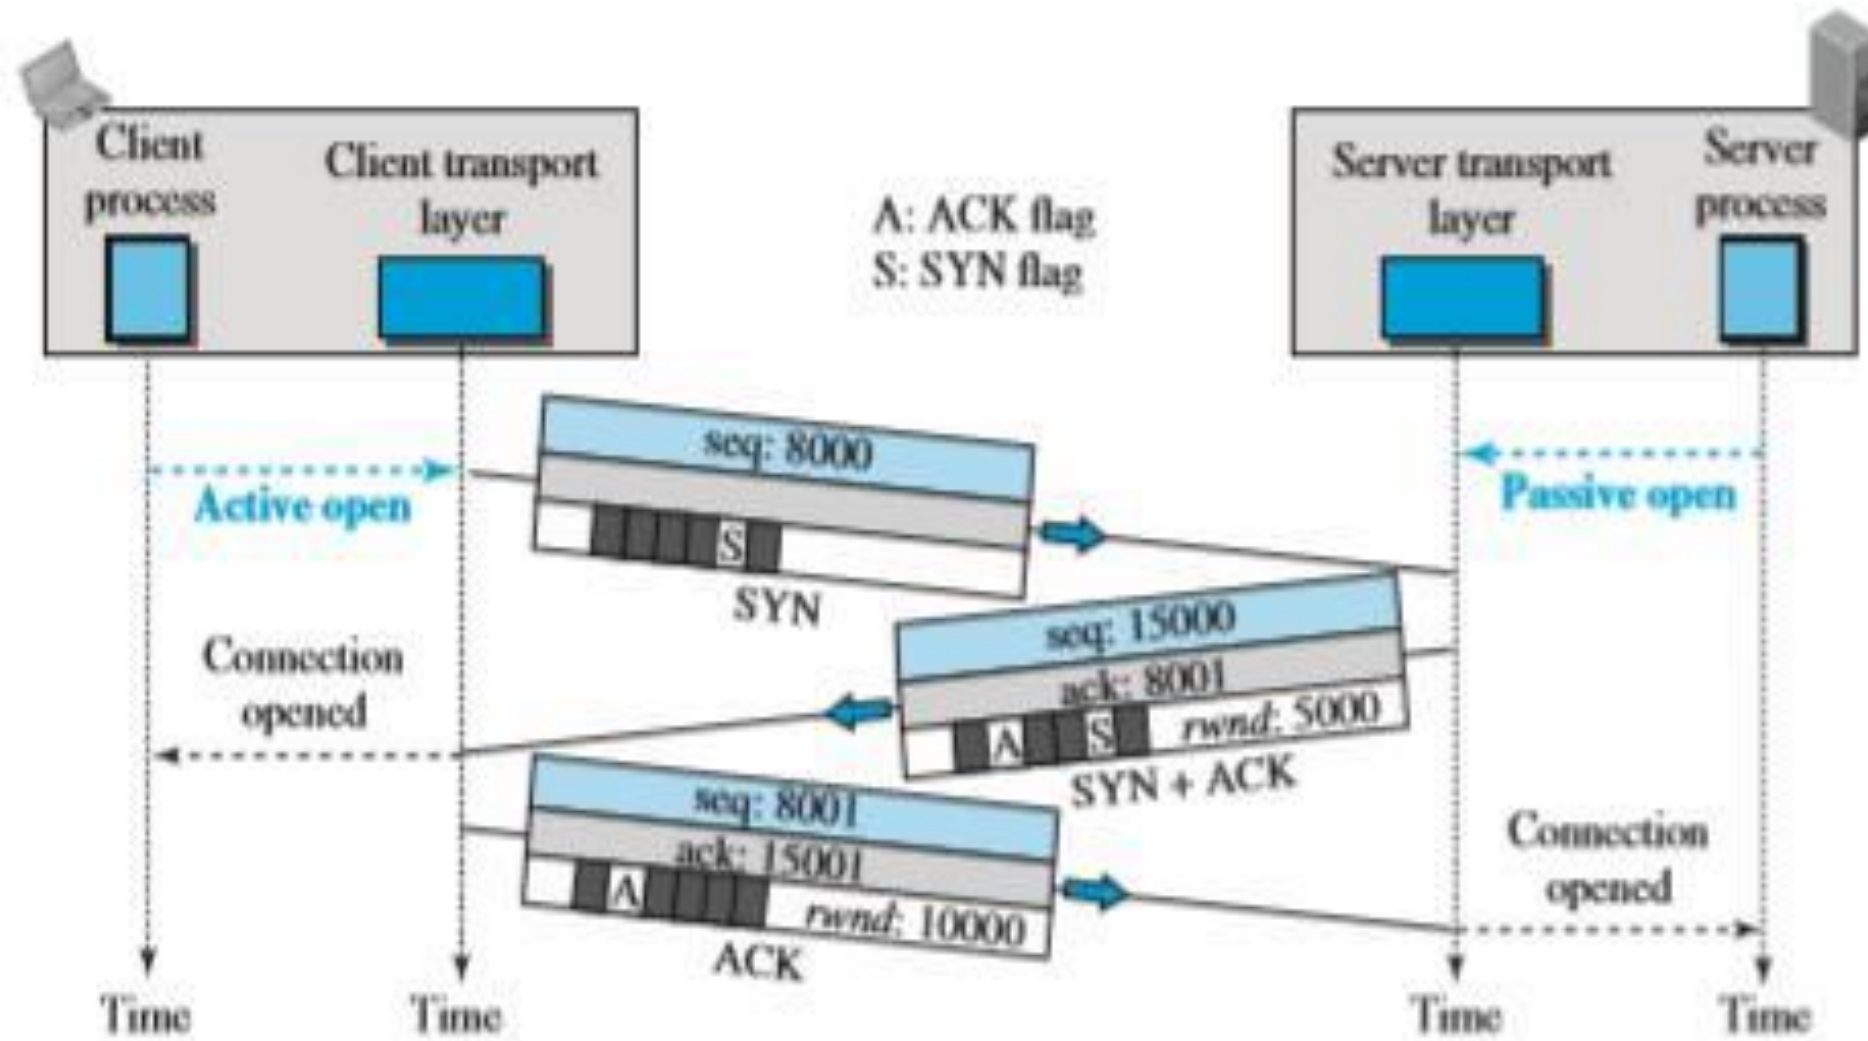 Client
process
Client transport
layer
A: ACK flag
S: SYN flag
Server transport
layer
Server
process
seq: 8000
S
SYN
Active open
Passive open
seq: 15000
ack: 8001
A S rwnd: 5000
SYN + ACK
Connection
opened
seq: 8001
ack: 15001
A rwnd: 10000
ACK
Connection
opened
Time
Time
Time
Time